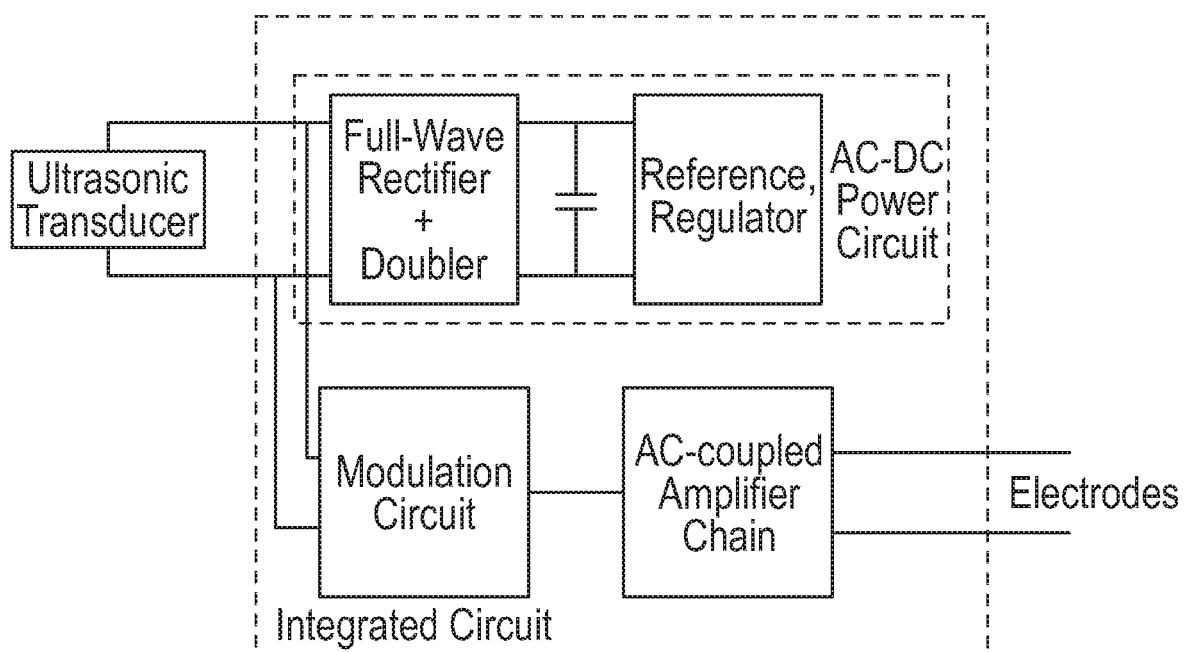 Ultrasonic
Transducer
Full-Wave
Rectifier
+
Doubler
Reference,
Regulator
AC-DC
Power
Circuit
Modulation
Circuit
AC-coupled
Amplifier
Chain
Electrodes
Integrated Circuit